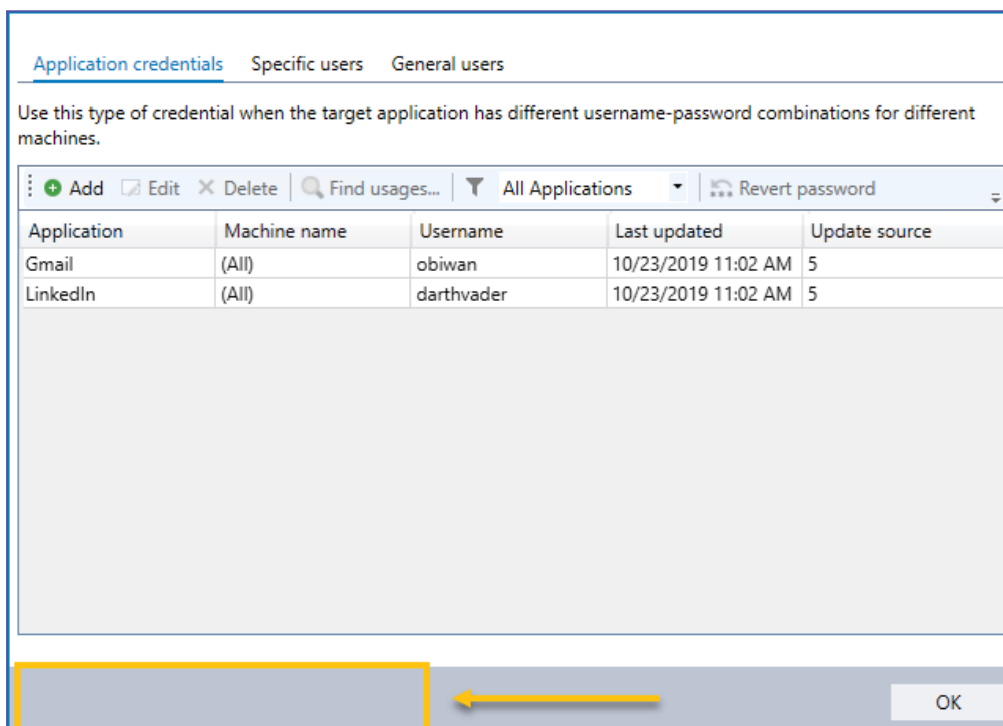 Application credentials Specific users General users
Use this type of credential when the target application has different username-password combinations for different
machines.
Add Edit Delete Find usages... All Applications Revert password
Application Machine name Username Last updated Update source
Gmail (All) obiwan 10/23/2019 11:02 AM 5
LinkedIn (All) darthvader 10/23/2019 11:02 AM 5
OK